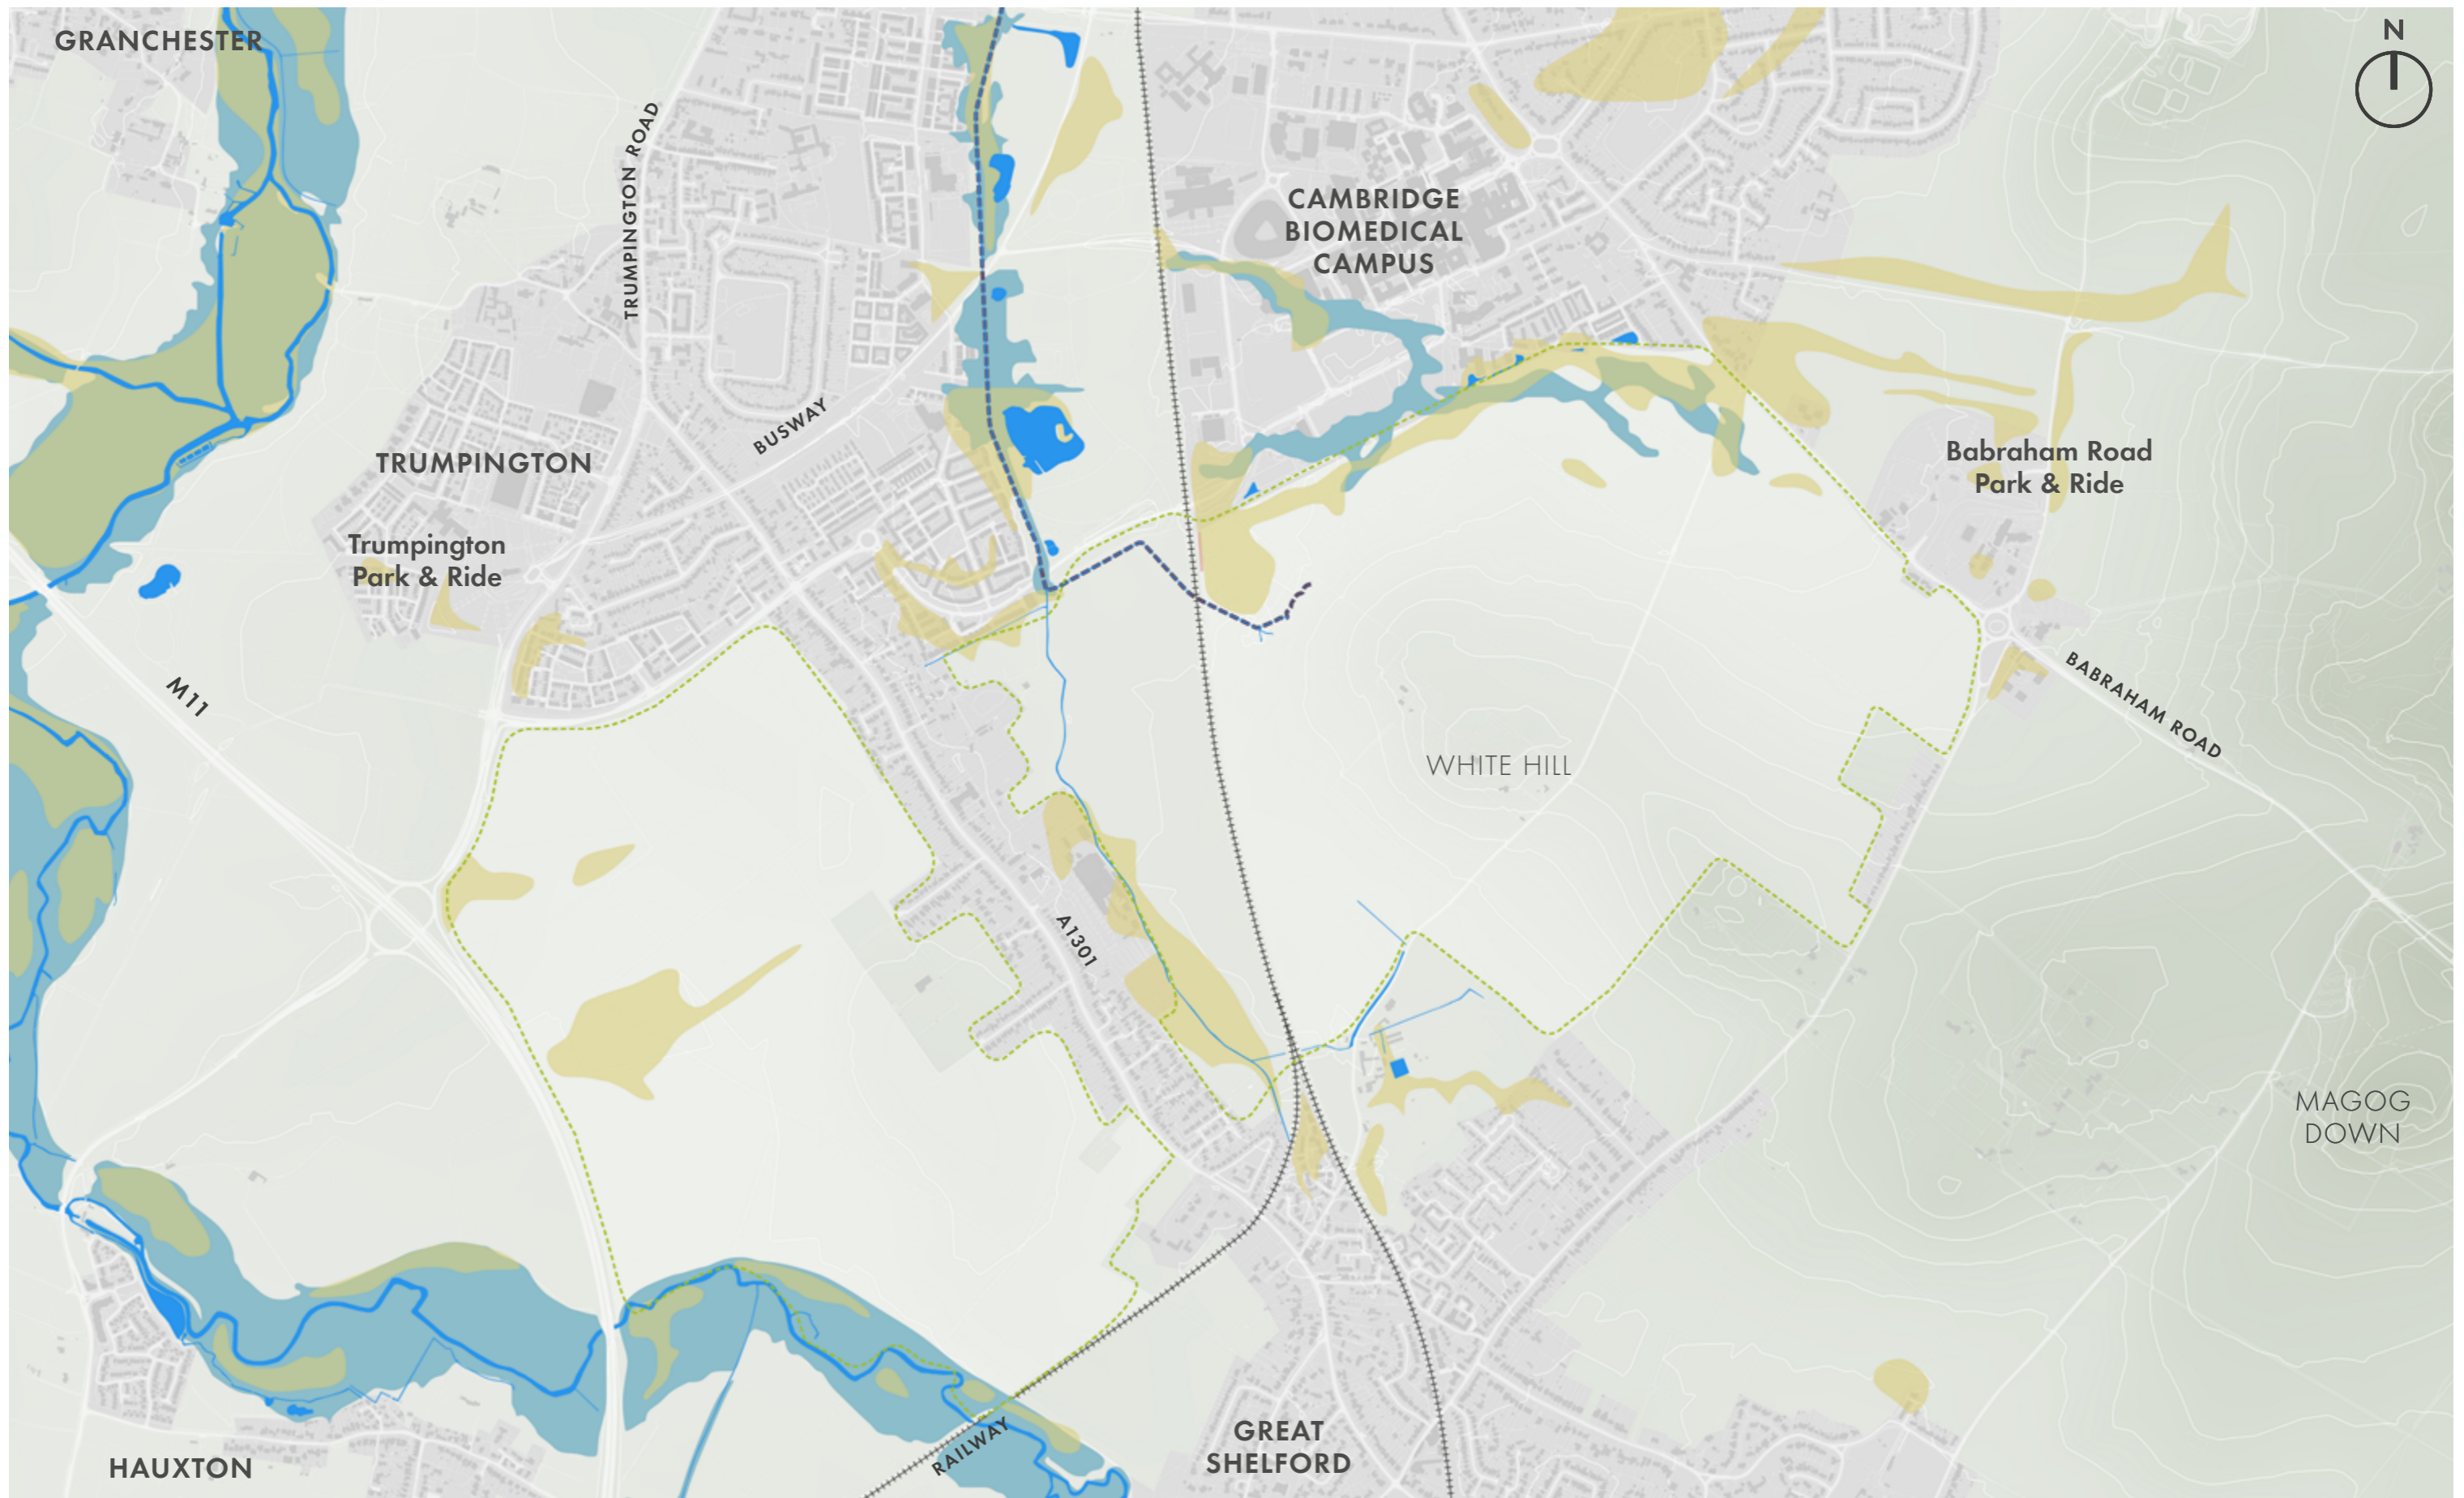 GRANCHESTER
N
TRUMPINGTON ROAD
CAMBRIDGE
BIOMEDICAL
CAMPUS
BUSWAY
TRUMPINGTON
Babraham Road
Park & Ride
Trumpington
Park & Ride
M11
BABRAHAM ROAD
WHITE HILL
A1301
MAGOG
DOWN
RAILWAY
GREAT
SHELFORD
HAUXTON